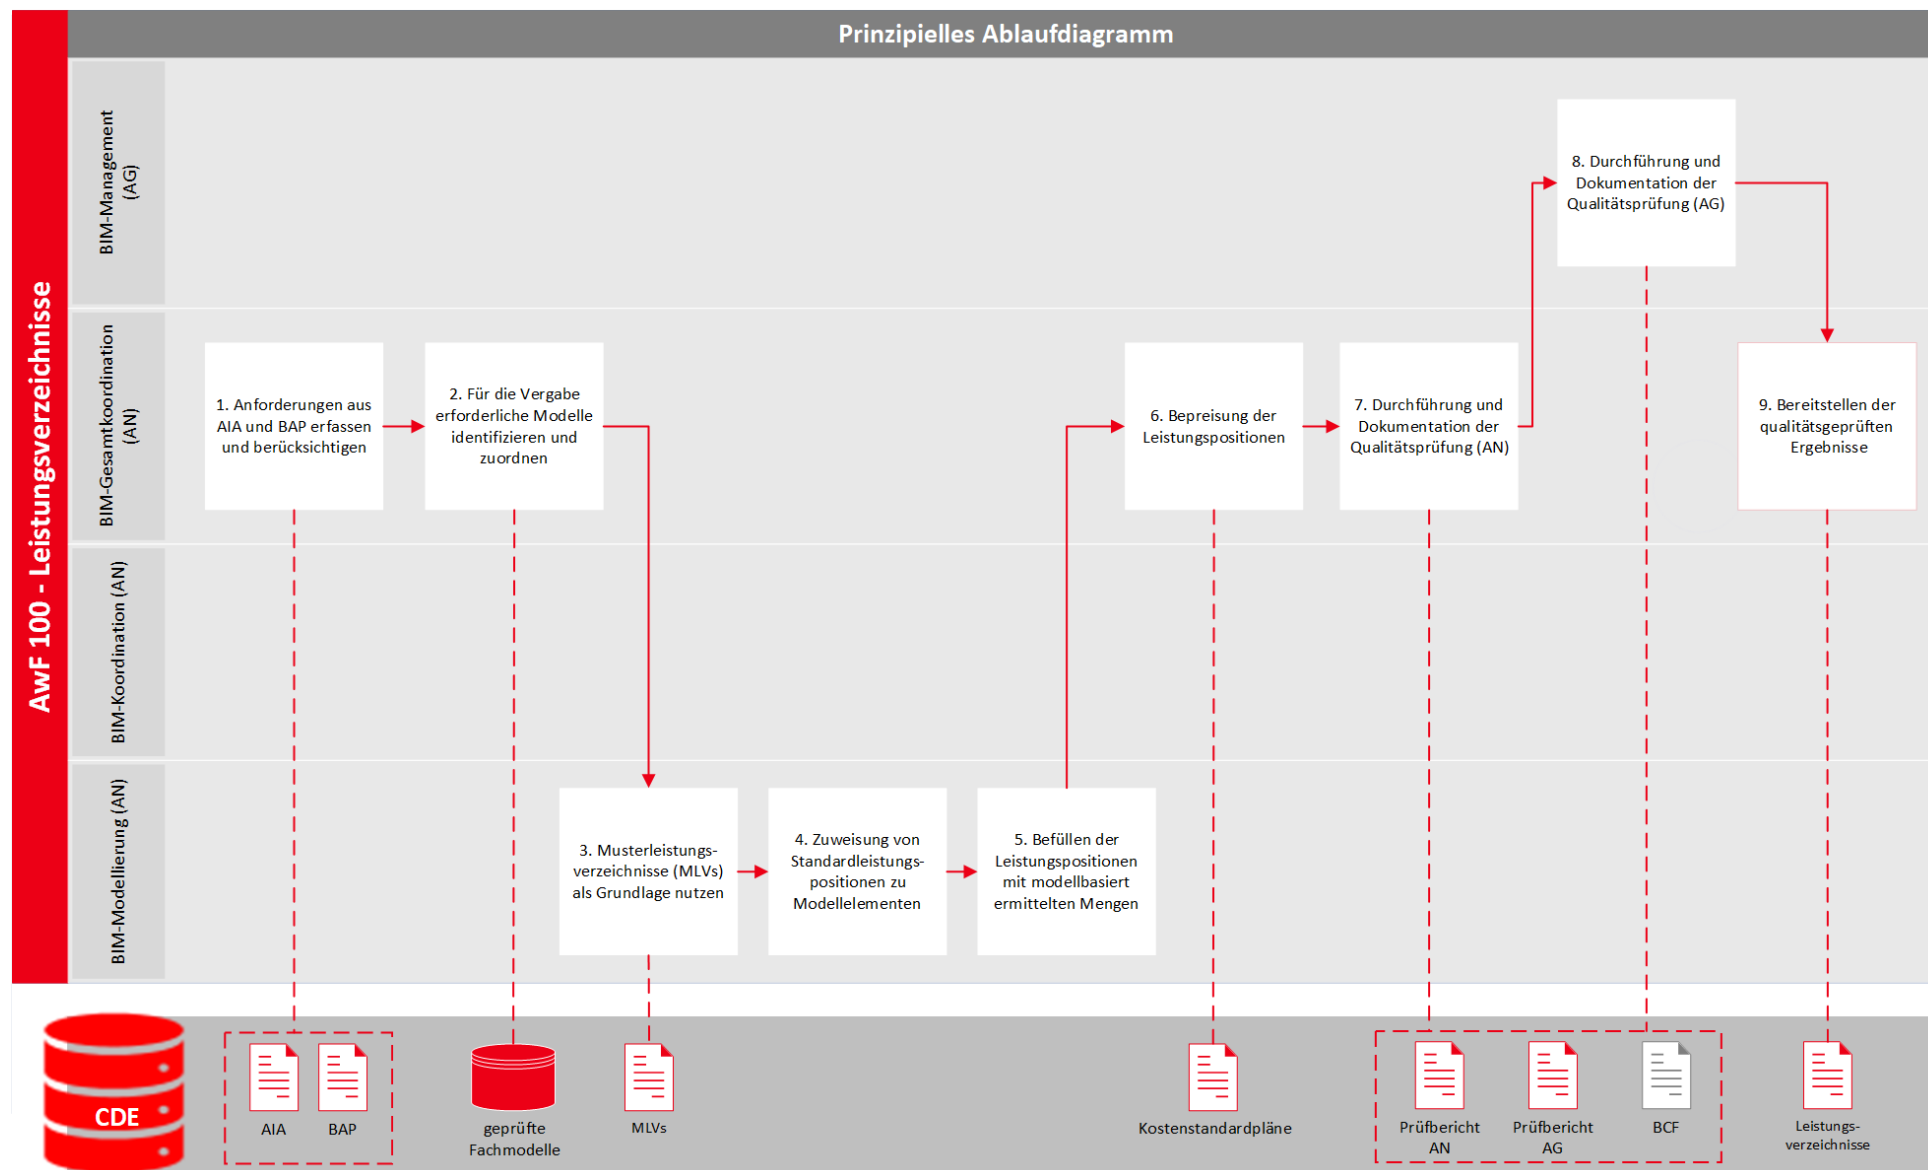 Prinzipielles Ablaufdiagramm
AwF 100 - Leistungsverzeichnisse
BIM-Management
(AG)
8. Durchführung und
Dokumentation der
Qualitätsprüfung (AG)
BIM-Gesamtkoordination
(AN)
1. Anforderungen aus
AIA und BAP erfassen
und berücksichtigen
2. Für die Vergabe
erforderliche Modelle
identifizieren und
zuordnen
6. Bepreisung der
Leistungspositionen
7. Durchführung und
Dokumentation der
Qualitätsprüfung (AN)
9. Bereitstellen der
qualitätsgeprüften
Ergebnisse
BIM-Koordination (AN)
BIM-Modellierung (AN)
3. Musterleistungs-
verzeichnisse (MLVs)
als Grundlage nutzen
4. Zuweisung von
Standardleistungs-
positionen zu
Modellelementen
5. Befüllen der
Leistungspositionen
mit modellbasiert
ermittelten Mengen
CDE
AIA
BAP
geprüfte
Fachmodelle
MLVs
Kostenstandardpläne
Prüfbericht
AN
Prüfbericht
AG
BCF
Leistungs-
verzeichnisse